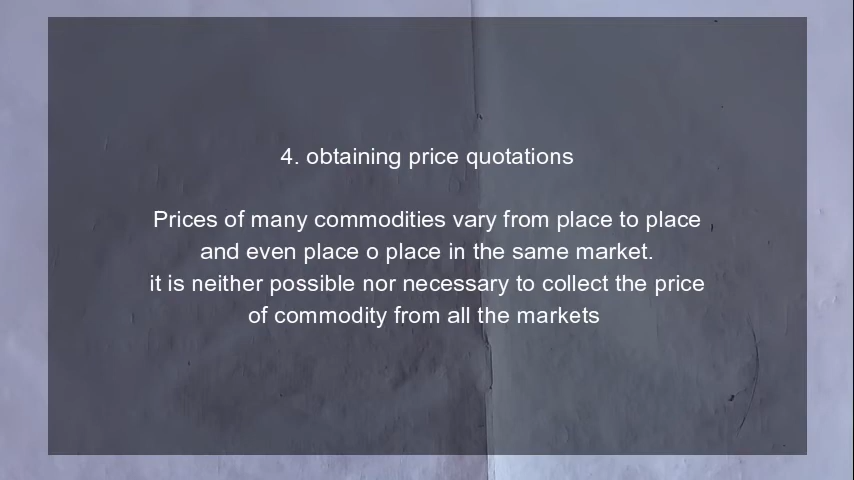 4. obtaining price quotations
Prices of many commodities vary from place to place
and even place o place in the same market.
it is neither possible nor necessary to collect the price
of commodity from all the markets